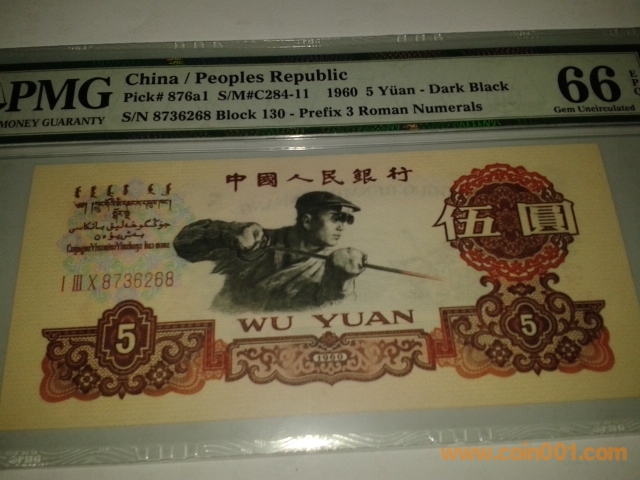 PMG
MONEY GUARANTY
China / Peoples Republic
Pick# 876a1 S/M#C284-11 1960 5 Yüan - Dark Black
S/N 8736268 Block 130 - Prefix 3 Roman Numerals
66 E
P
Q
Gem Uncirculated
中國人民銀行
伍圓
I III X 8736268
WU YUAN
5
1960
5
www.coin001.com